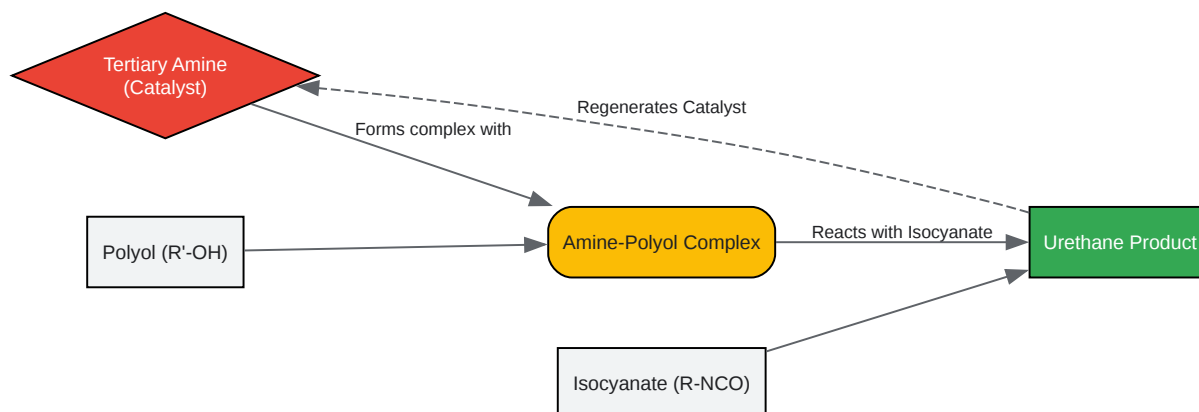 Tertiary Amine
(Catalyst)
Regenerates Catalyst
Forms complex with
Polyol (R'-OH)
Amine-Polyol Complex
Reacts with Isocyanate
Urethane Product
Isocyanate (R-NCO)